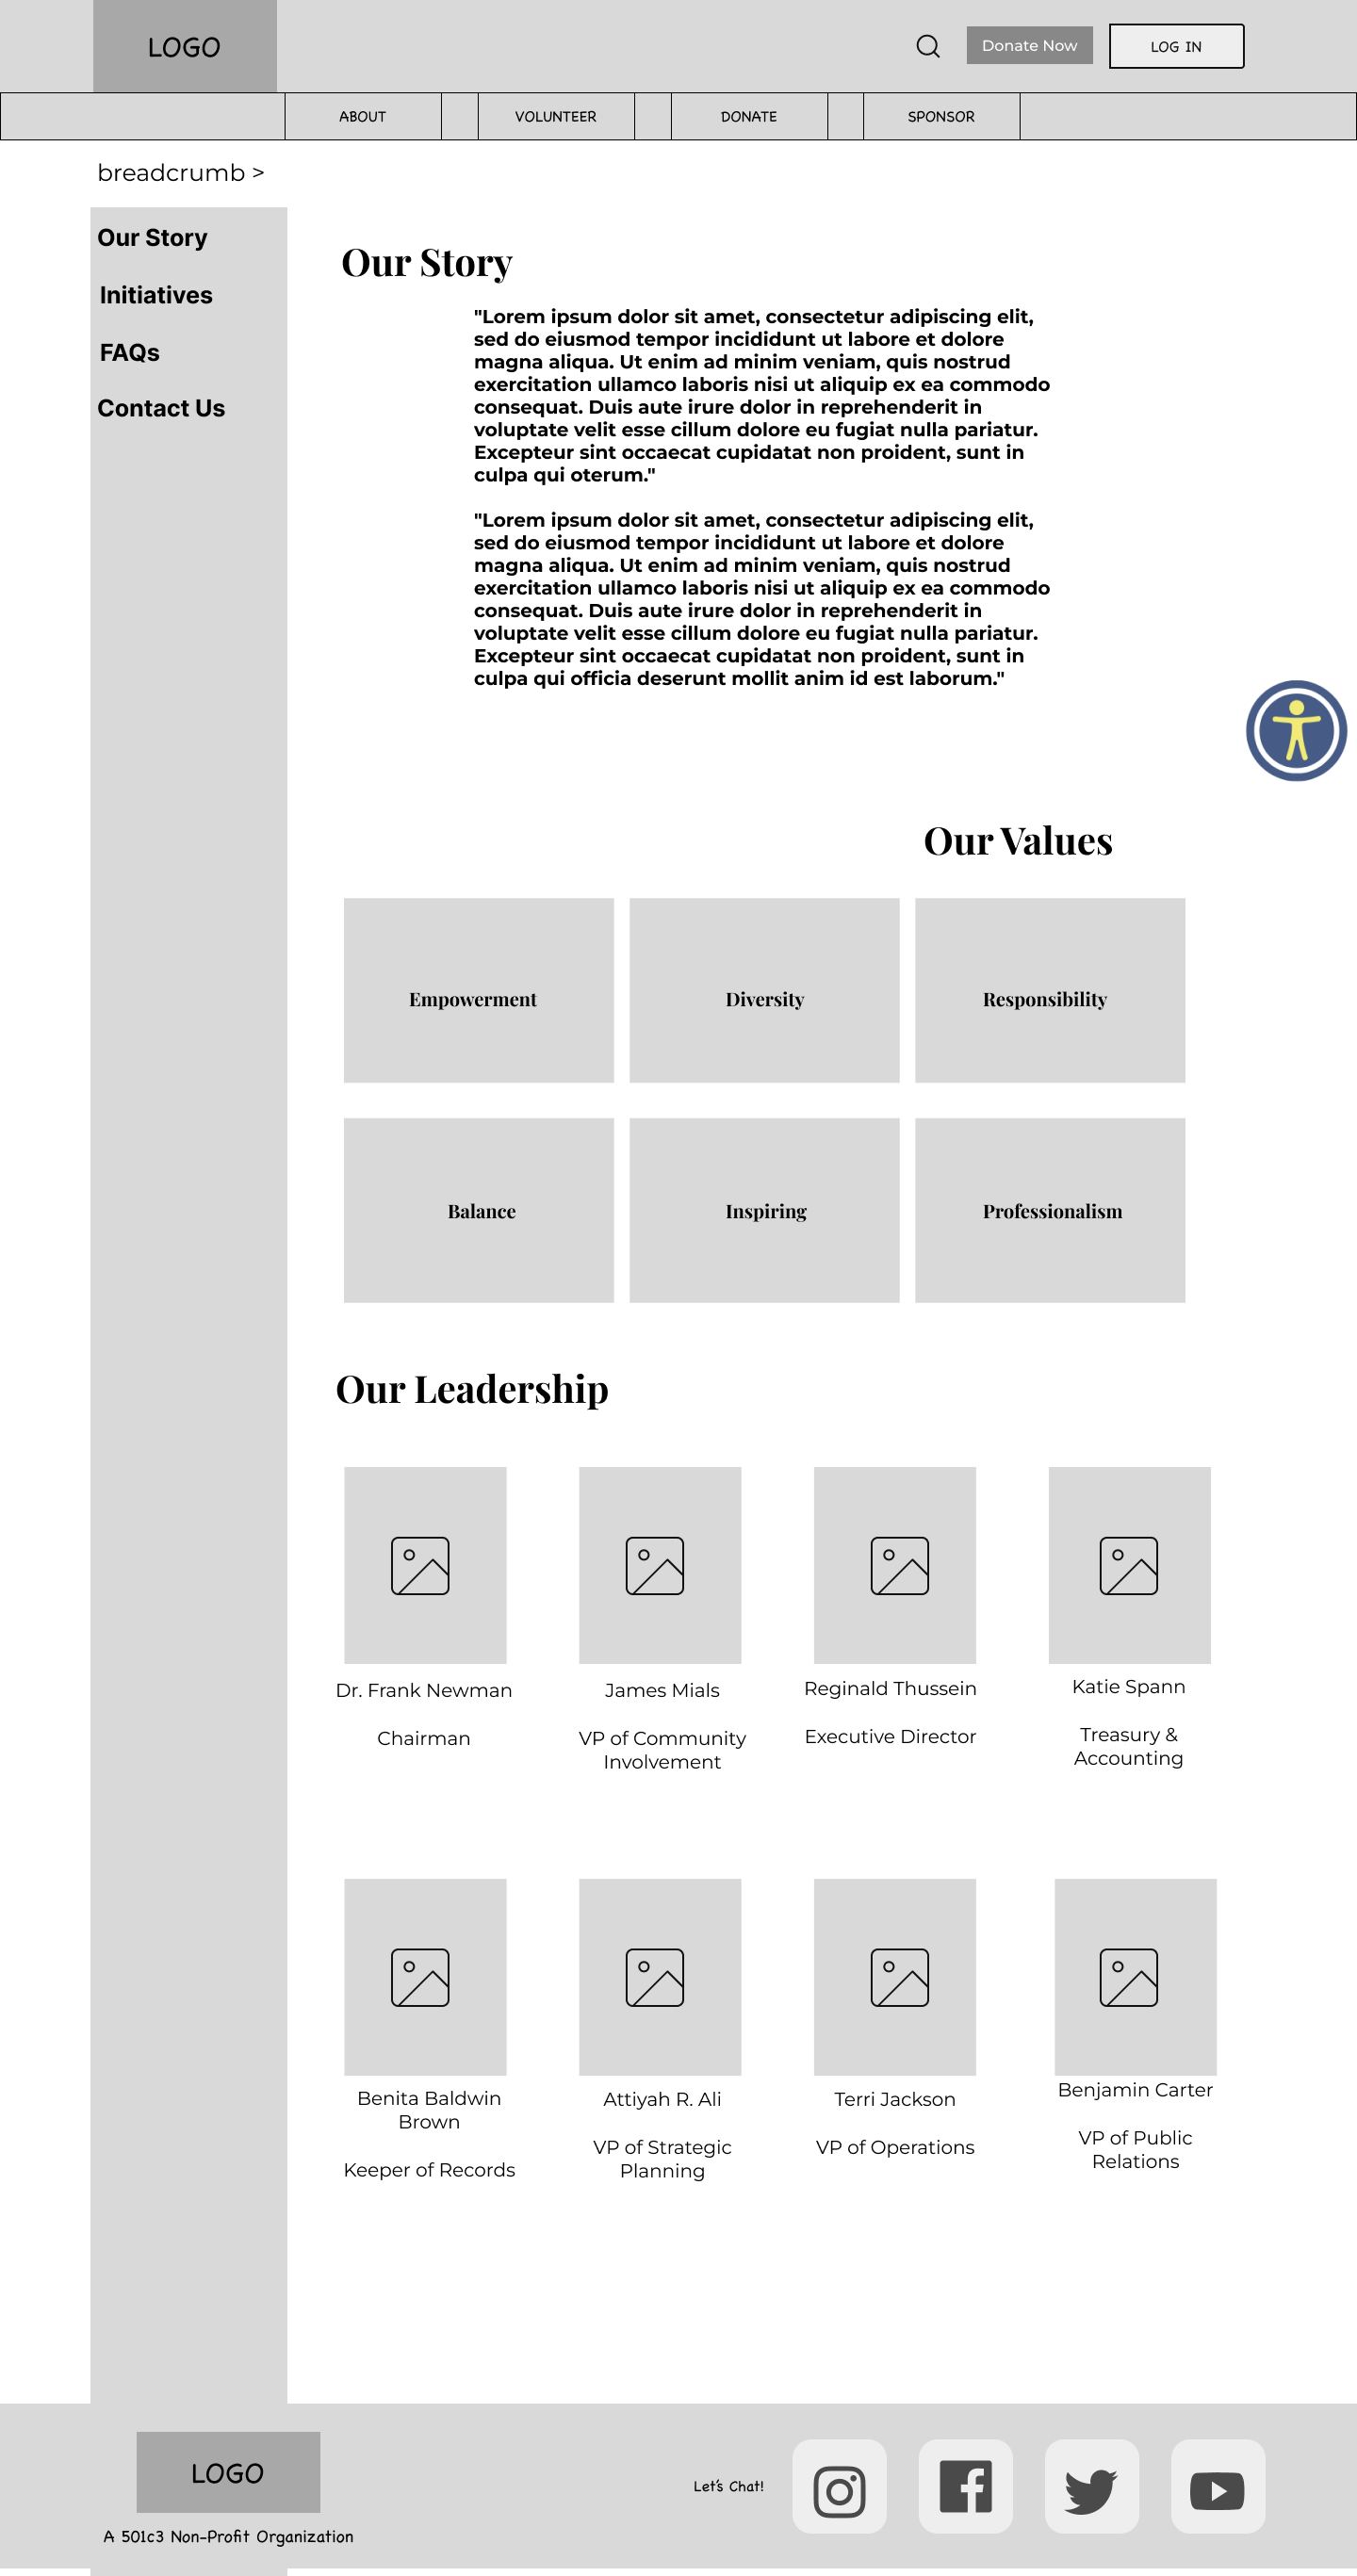 LOGO
Donate Now
LOG IN
ABOUT
VOLUNTEER
DONATE
SPONSOR
breadcrumb >
Our Story
Initiatives
FAQs
Contact Us
Our Story
"Lorem ipsum dolor sit amet, consectetur adipiscing elit,
sed do eiusmod tempor incididunt ut labore et dolore
magna aliqua. Ut enim ad minim veniam, quis nostrud
exercitation ullamco laboris nisi ut aliquip ex ea commodo
consequat. Duis aute irure dolor in reprehenderit in
voluptate velit esse cillum dolore eu fugiat nulla pariatur.
Excepteur sint occaecat cupidatat non proident, sunt in
culpa qui oterum."
"Lorem ipsum dolor sit amet, consectetur adipiscing elit,
sed do eiusmod tempor incididunt ut labore et dolore
magna aliqua. Ut enim ad minim veniam, quis nostrud
exercitation ullamco laboris nisi ut aliquip ex ea commodo
consequat. Duis aute irure dolor in reprehenderit in
voluptate velit esse cillum dolore eu fugiat nulla pariatur.
Excepteur sint occaecat cupidatat non proident, sunt in
culpa qui officia deserunt mollit anim id est laborum."
Our Values
Empowerment
Diversity
Responsibility
Balance
Inspiring
Professionalism
Our Leadership
Dr. Frank Newman
Chairman
James Mials
VP of Community
Involvement
Reginald Thussein
Executive Director
Katie Spann
Treasury &
Accounting
Benita Baldwin
Brown
Keeper of Records
Attiyah R. Ali
VP of Strategic
Planning
Terri Jackson
VP of Operations
Benjamin Carter
VP of Public
Relations
LOGO
A 501c3 Non-Profit Organization
Let's Chat!